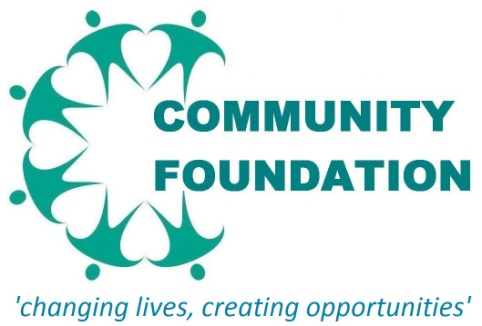 COMMUNITY
FOUNDATION
'changing lives, creating opportunities'